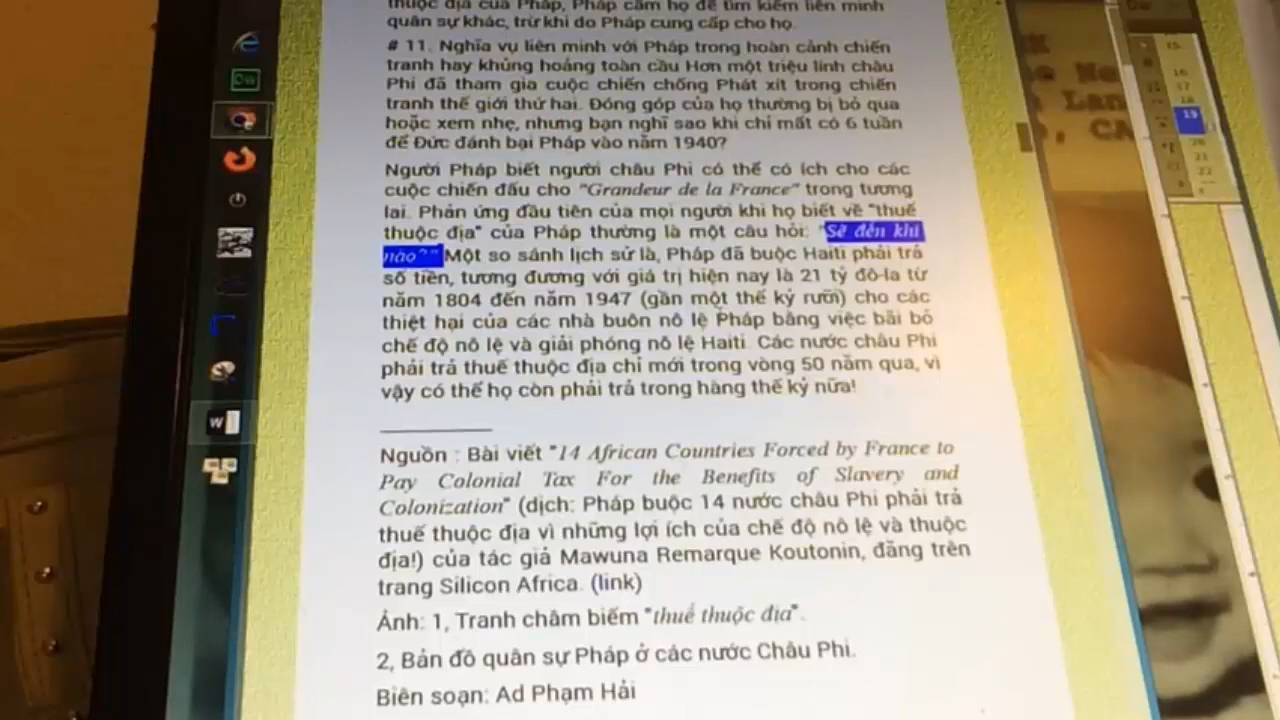 thuộc địa của Pháp, Pháp cấm họ để tìm kiếm liên minh
quân sự khác, trừ khi do Pháp cung cấp cho họ.
# 11. Nghĩa vụ liên minh với Pháp trong hoàn cảnh chiến
tranh hay khủng hoảng toàn cầu Hơn một triệu lính châu
Phi đã tham gia cuộc chiến chống Phát xít trong chiến
tranh thế giới thứ hai. Đóng góp của họ thường bị bỏ qua
hoặc xem nhẹ, nhưng bạn nghĩ sao khi chỉ mất có 6 tuần
để Đức đánh bại Pháp vào năm 1940?
Người Pháp biết người châu Phi có thể có ích cho các
cuộc chiến đấu cho "Grandeur de la France" trong tương
lai. Phản ứng đầu tiên của mọi người khi họ biết về "thuế
thuộc địa" của Pháp thường là một câu hỏi: "Sẽ đến khi
nào?" Một so sánh lịch sử là, Pháp đã buộc Haiti phải trả
số tiền, tương đương với giá trị hiện nay là 21 tỷ đô-la từ
năm 1804 đến năm 1947 (gần một thế kỷ rưỡi) cho các
thiệt hại của các nhà buôn nô lệ Pháp bằng việc bãi bỏ
chế độ nô lệ và giải phóng nô lệ Haiti. Các nước châu Phi
phải trả thuế thuộc địa chỉ mới trong vòng 50 năm qua, vì
vậy có thể họ còn phải trả trong hàng thế kỷ nữa!
Nguồn : Bài viết "14 African Countries Forced by France to
Pay Colonial Tax For the Benefits of Slavery and
Colonization" (dịch: Pháp buộc 14 nước châu Phi phải trả
thuế thuộc địa vì những lợi ích của chế độ nô lệ và thuộc
địa!) của tác giả Mawuna Remarque Koutonin, đăng trên
trang Silicon Africa. (link)
Ảnh: 1, Tranh châm biếm "thuế thuộc địa".
2, Bản đồ quân sự Pháp ở các nước Châu Phi.
Biên soạn: Ad Phạm Hải